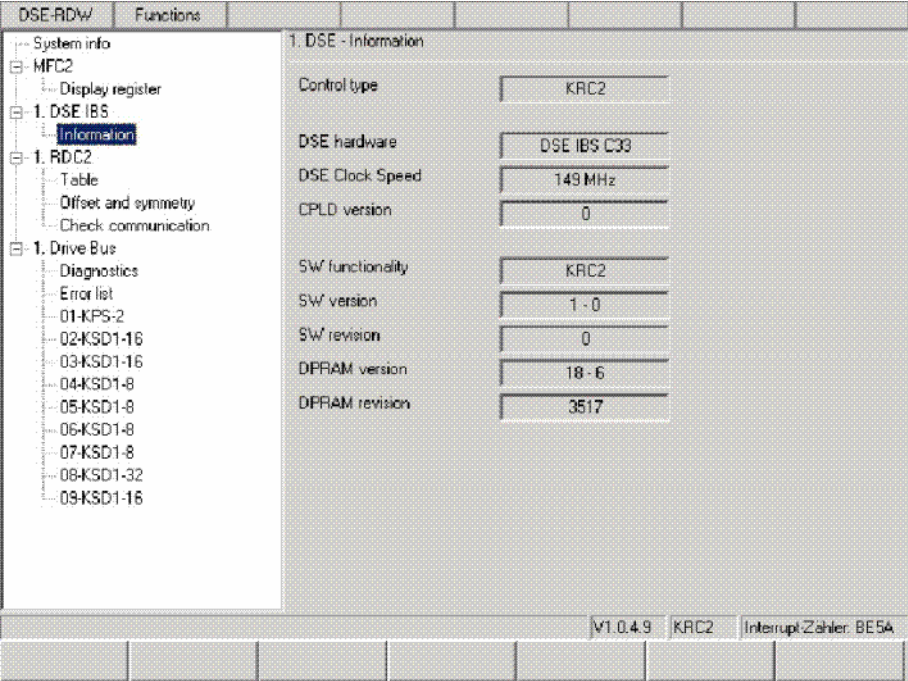 DSE-RDW Functions
System info
MFC2
Display register
1. DSE IBS
Information
1. RDC2
Table
Offset and symmetry
Check communication
1. Drive Bus
Diagnostics
Error list
01-KPS-2
02-KSD1-16
03-KSD1-16
04-KSD1-8
05-KSD1-8
06-KSD1-8
07-KSD1-8
08-KSD1-32
09-KSD1-16
1. DSE - Information
Control type KRC2
DSE hardware DSE IBS C33
DSE Clock Speed 149 MHz
CPLD version 0
SW functionality KRC2
SW version 1 - 0
SW revision 0
DPRAM version 18 - 6
DPRAM revision 3517
V1.0.4.9 KRC2 Interrupt-Zähler: BE5A